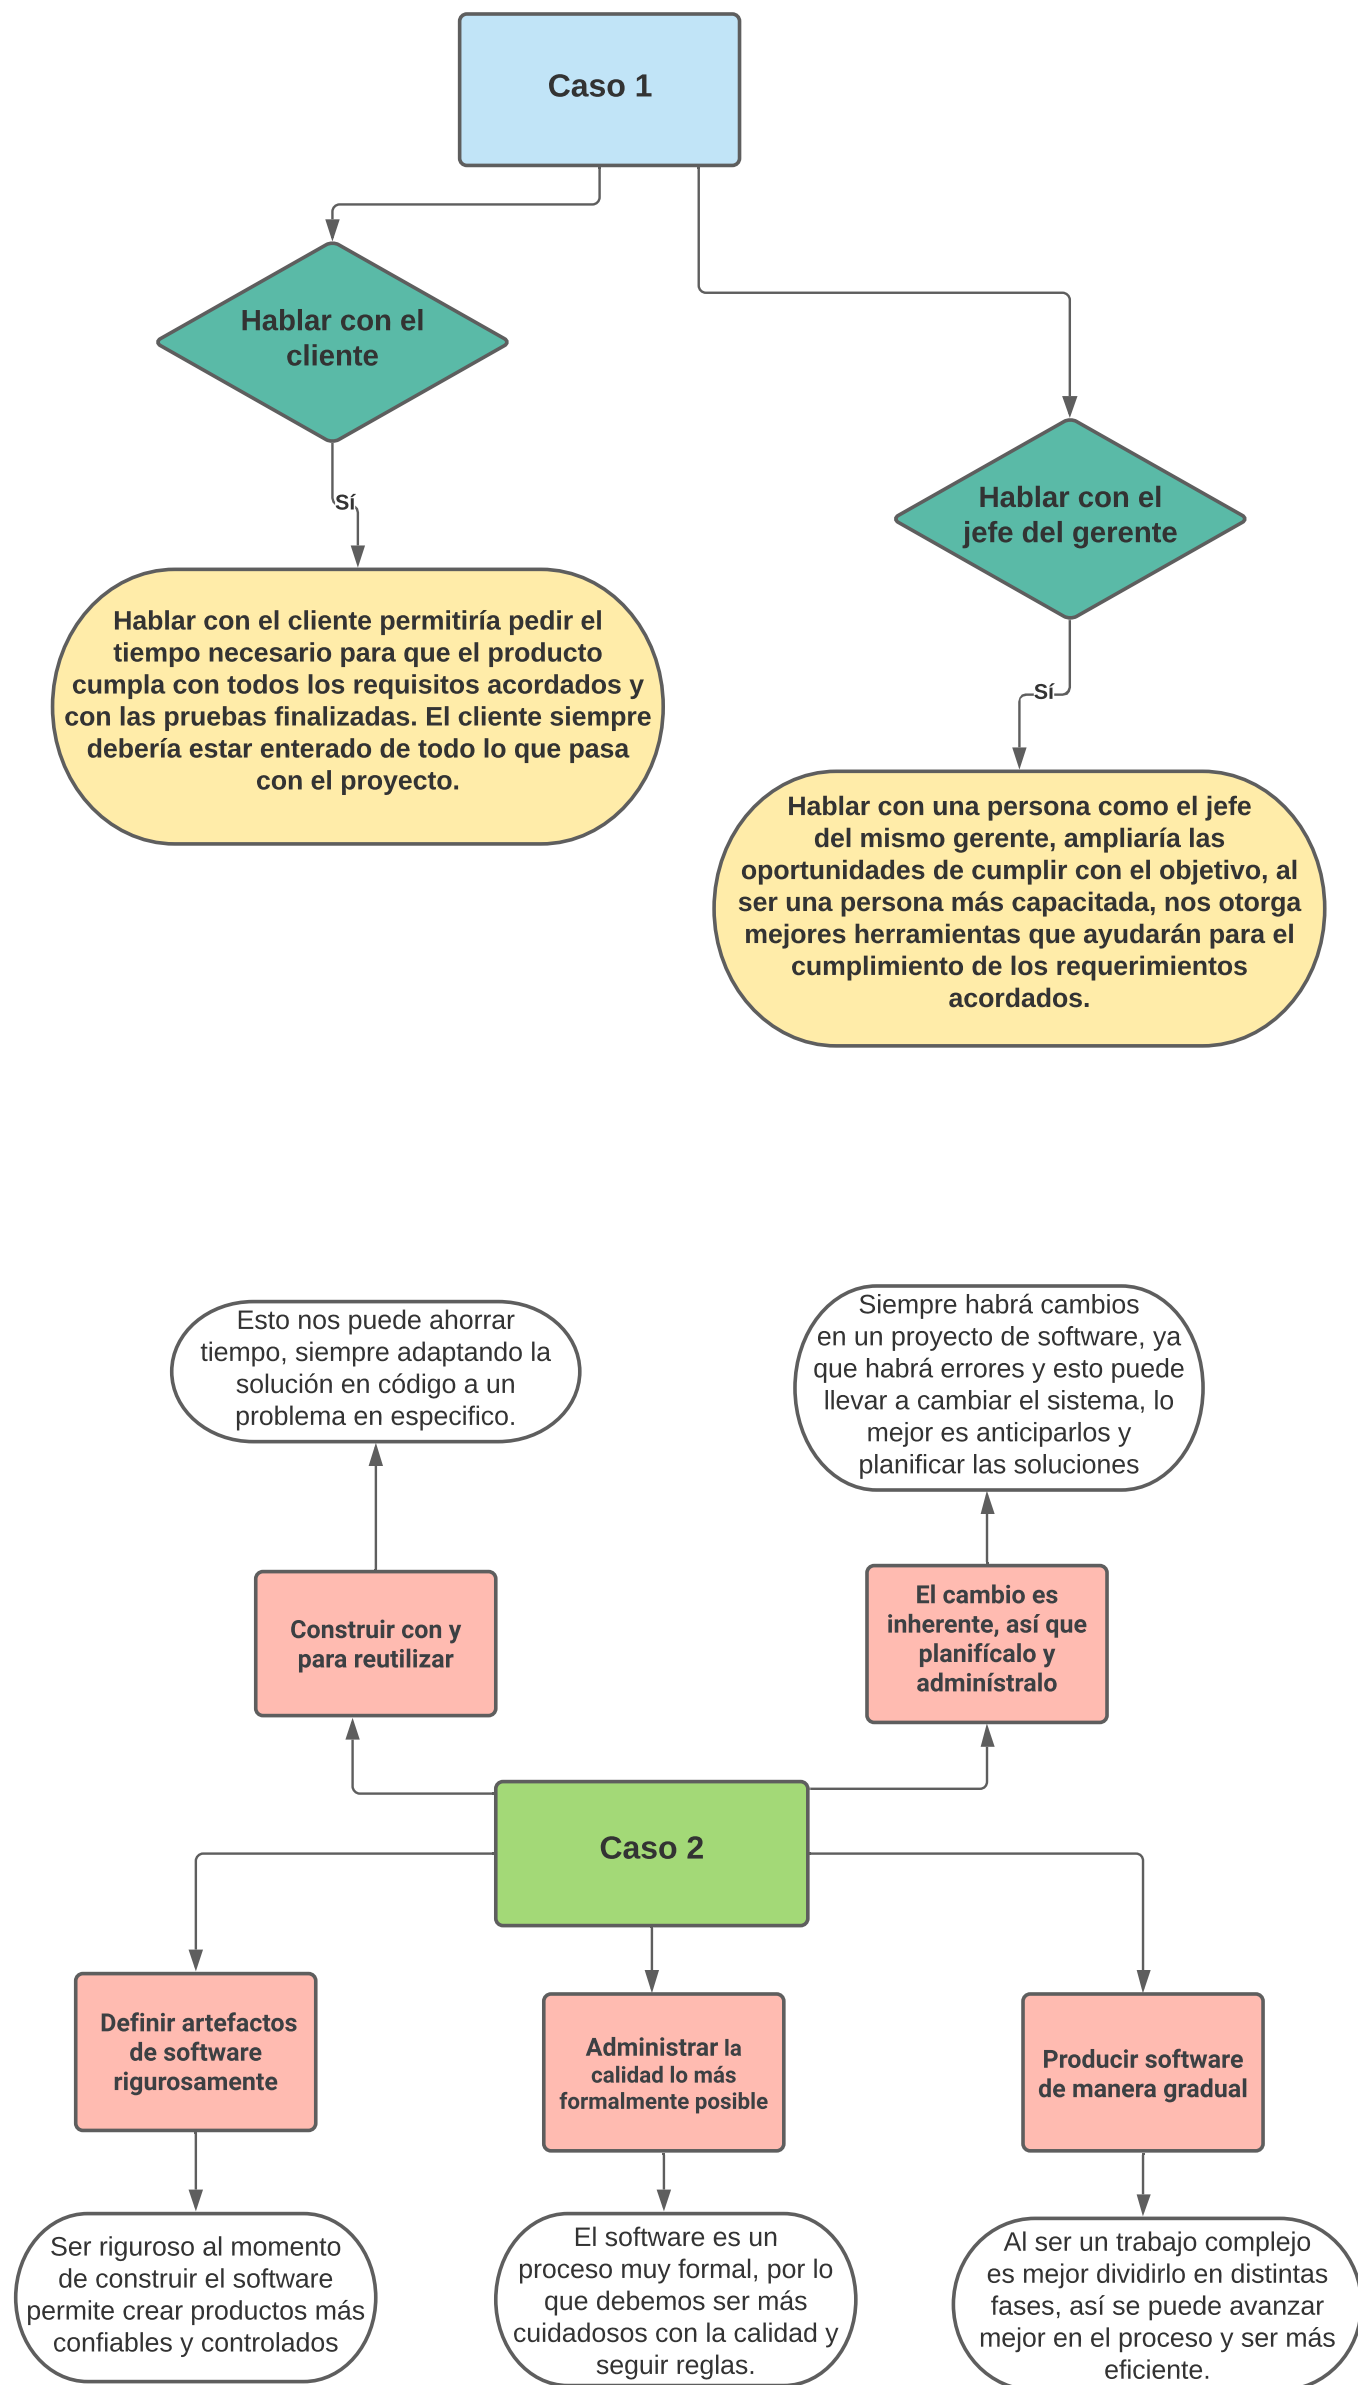 Caso 1
Hablar con el
cliente
Sí
Hablar con el cliente permitiría pedir el
tiempo necesario para que el producto
cumpla con todos los requisitos acordados y
con las pruebas finalizadas. El cliente siempre
debería estar enterado de todo lo que pasa
con el proyecto.
Hablar con el
jefe del gerente
Sí
Hablar con una persona como el jefe
del mismo gerente, ampliaría las
oportunidades de cumplir con el objetivo, al
ser una persona más capacitada, nos otorga
mejores herramientas que ayudarán para el
cumplimiento de los requerimientos
acordados.
Esto nos puede ahorrar
tiempo, siempre adaptando la
solución en código a un
problema en especifico.
Siempre habrá cambios
en un proyecto de software, ya
que habrá errores y esto puede
llevar a cambiar el sistema, lo
mejor es anticiparlos y
planificar las soluciones
Construir con y
para reutilizar
El cambio es
inherente, así que
planifícalo y
adminístralo
Caso 2
Definir artefactos
de software
rigurosamente
Administrar la
calidad lo más
formalmente posible
Producir software
de manera gradual
Ser riguroso al momento
de construir el software
permite crear productos más
confiables y controlados
El software es un
proceso muy formal, por lo
que debemos ser más
cuidadosos con la calidad y
seguir reglas.
Al ser un trabajo complejo
es mejor dividirlo en distintas
fases, así se puede avanzar
mejor en el proceso y ser más
eficiente.